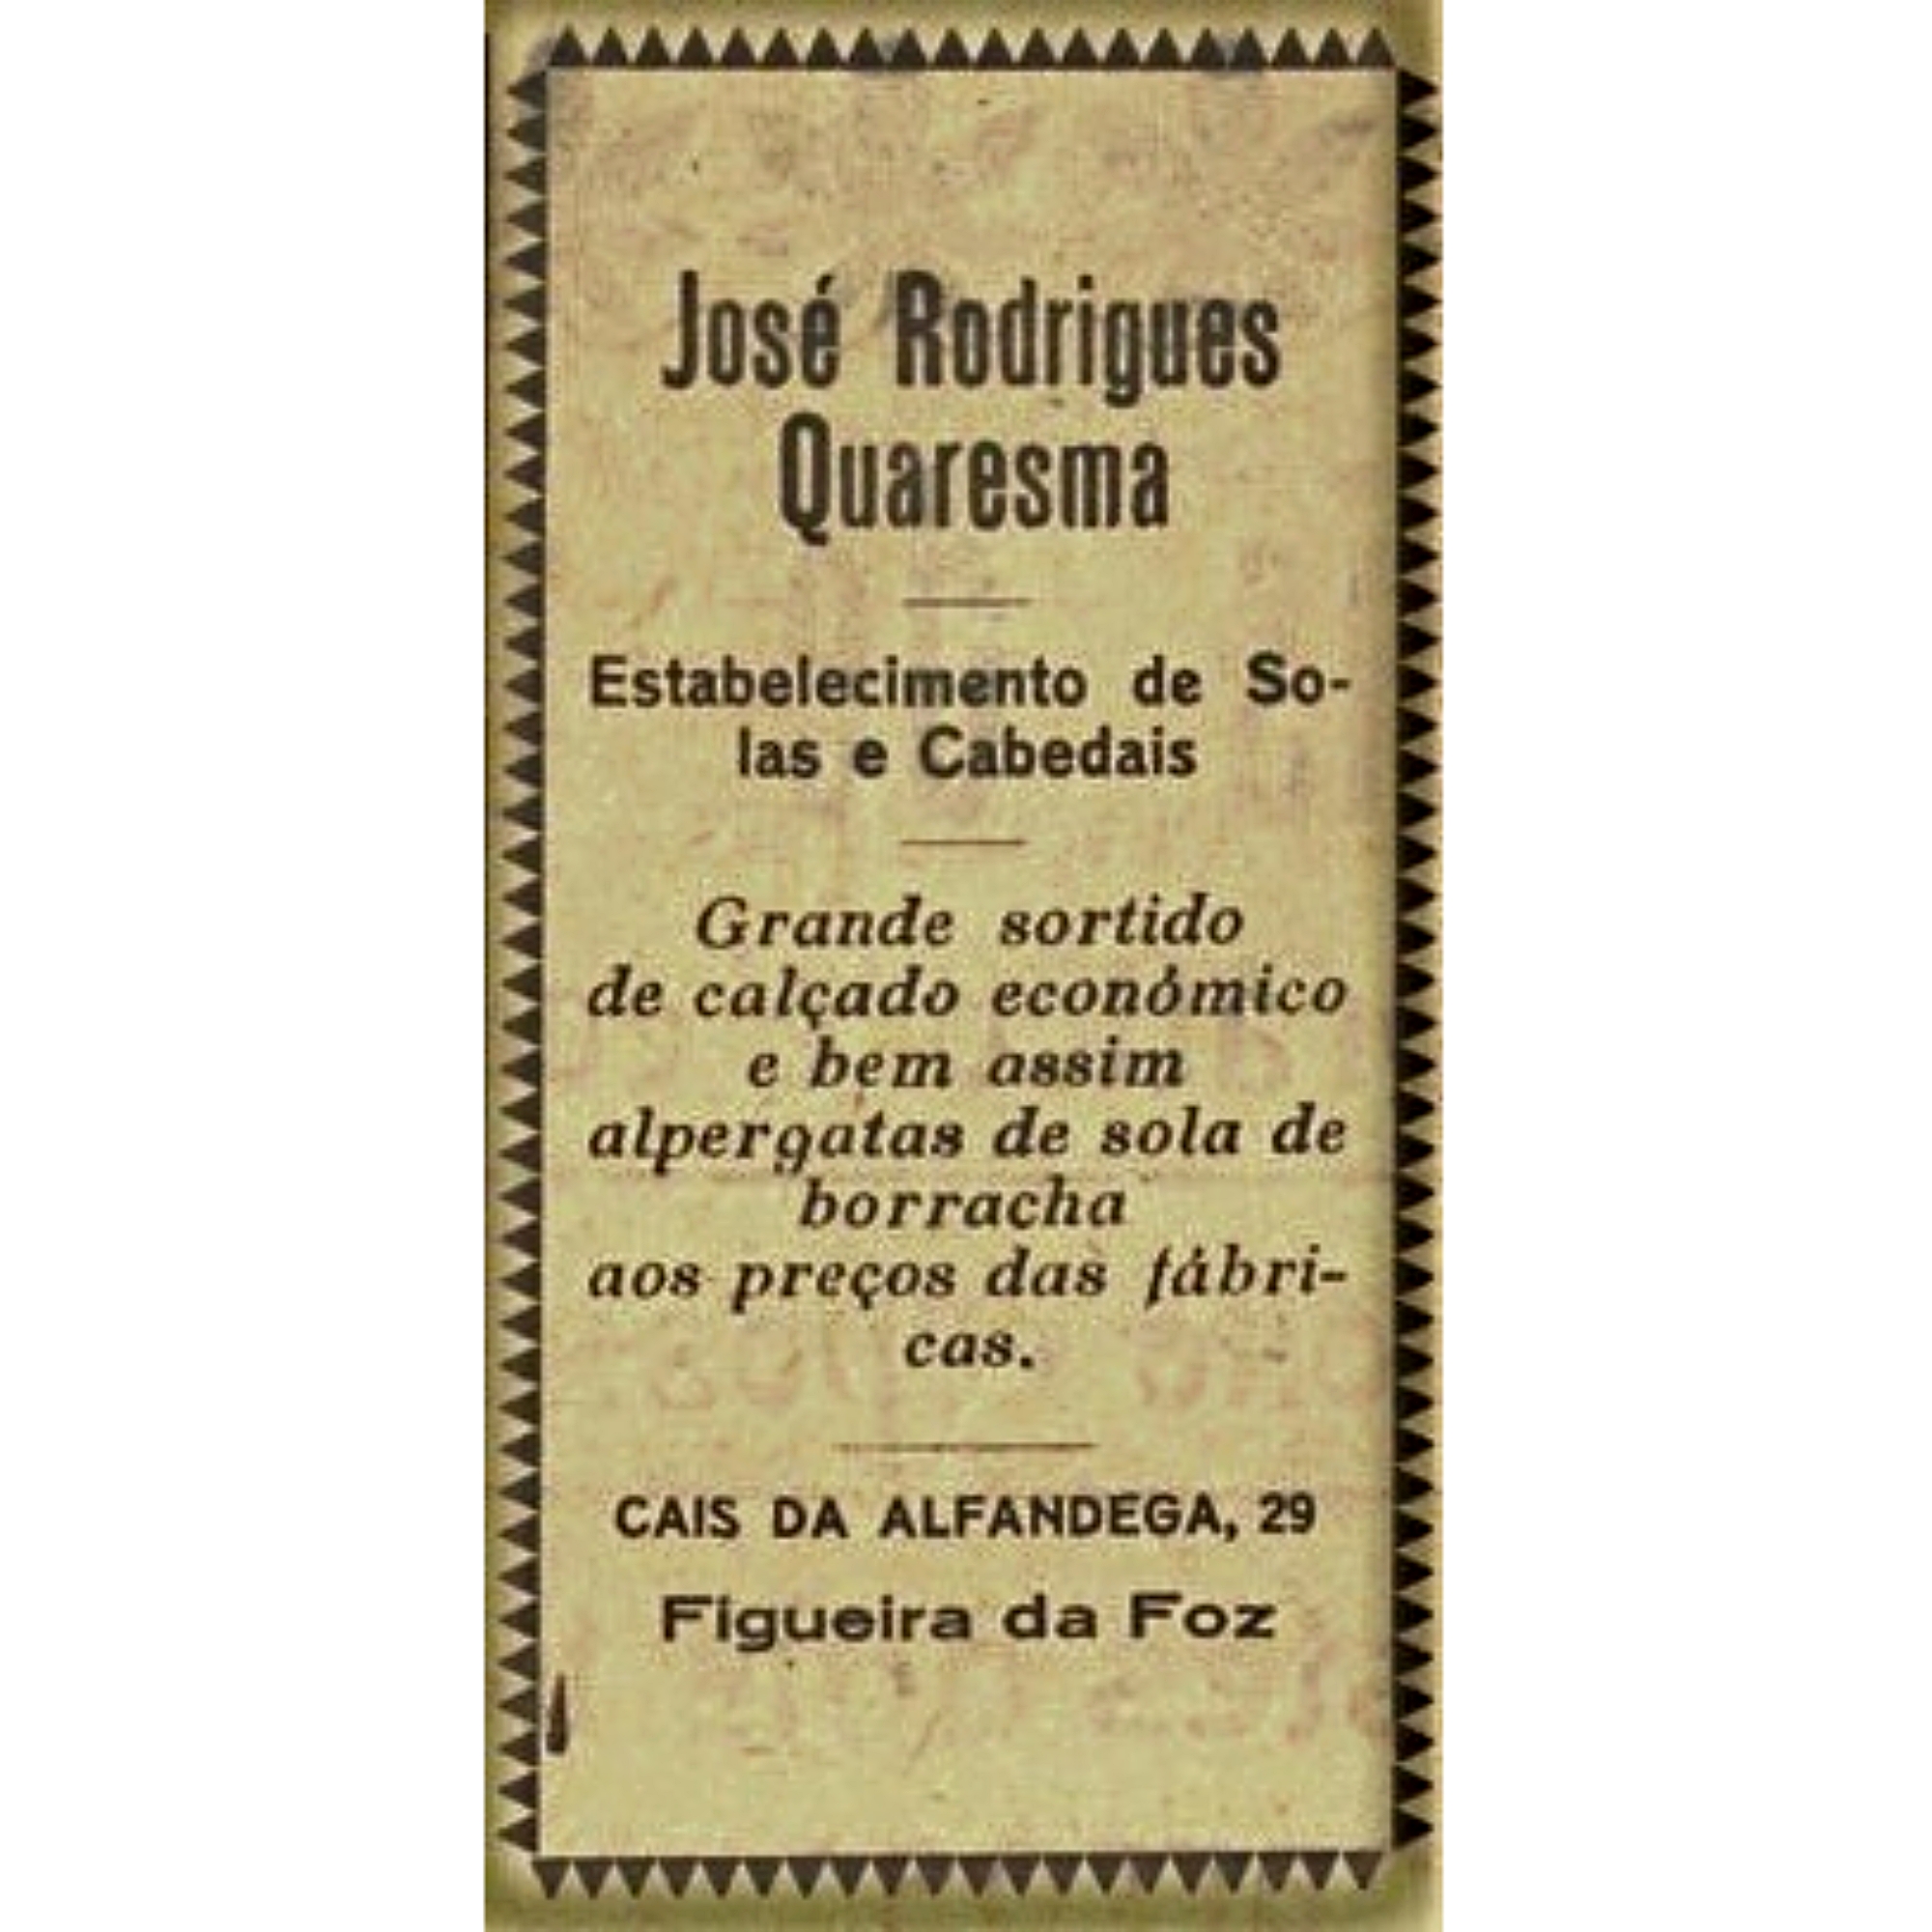 José Rodrigues
Quaresma
Estabelecimento de So-
las e Cabedais
Grande sortido
de calçado económico
e bem assim
alpergatas de sola de
borracha
aos preços das fábri-
cas.
CAIS DA ALFANDEGA, 29
Figueira da Foz